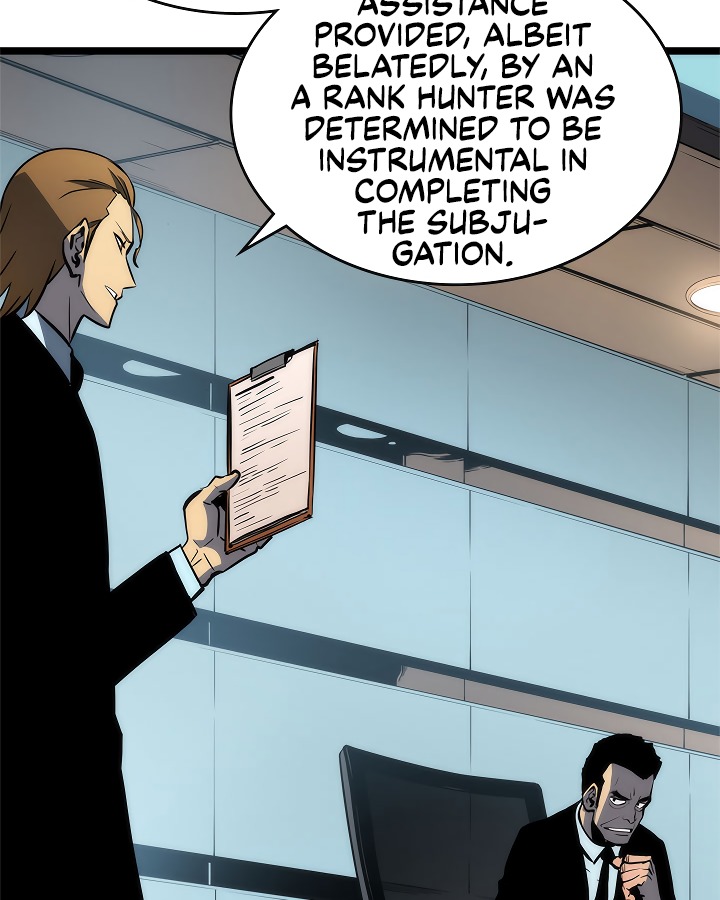 ASSISTANCE
PROVIDED, ALBEIT
BELATEDLY, BY AN
A RANK HUNTER WAS
DETERMINED TO BE
INSTRUMENTAL IN
COMPLETING
THE SUBJU-
GATION.